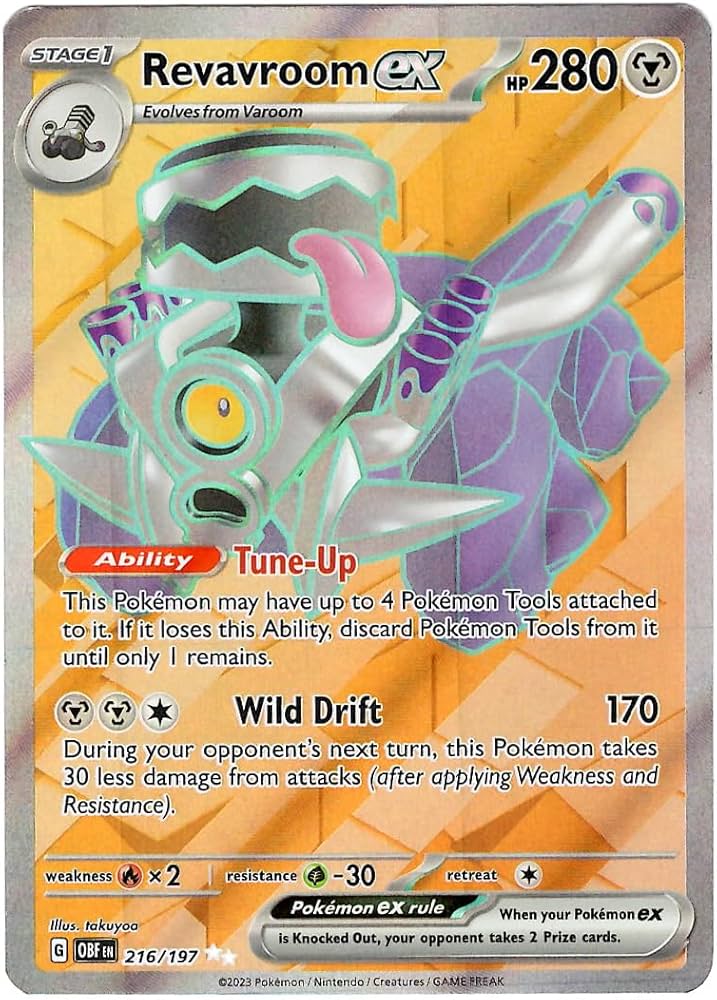 STAGE1
Revavroom ex HP 280
Evolves from Varoom
Ability Tune-Up
This Pokémon may have up to 4 Pokémon Tools attached
to it. If it loses this Ability, discard Pokémon Tools from it
until only 1 remains.
Wild Drift 170
During your opponent's next turn, this Pokémon takes
30 less damage from attacks (after applying Weakness and
Resistance).
weakness ×2 resistance -30 retreat
Illus. takuyoa
Pokémon ex rule
When your Pokémon ex
is Knocked Out, your opponent takes 2 Prize cards.
G OBF EN 216/197
©2023 Pokémon / Nintendo / Creatures / GAME FREAK